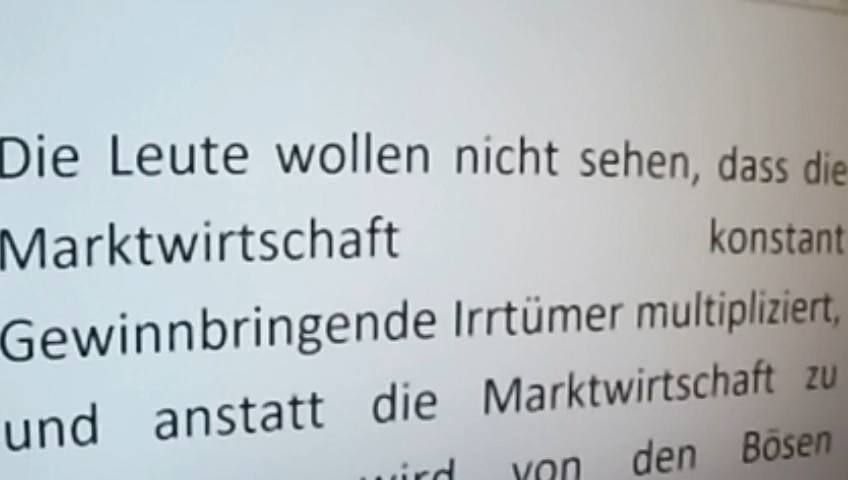 Die Leute wollen nicht sehen, dass die
Marktwirtschaft konstant
Gewinnbringende Irrtümer multipliziert,
und anstatt die Marktwirtschaft zu
wird von den Bösen